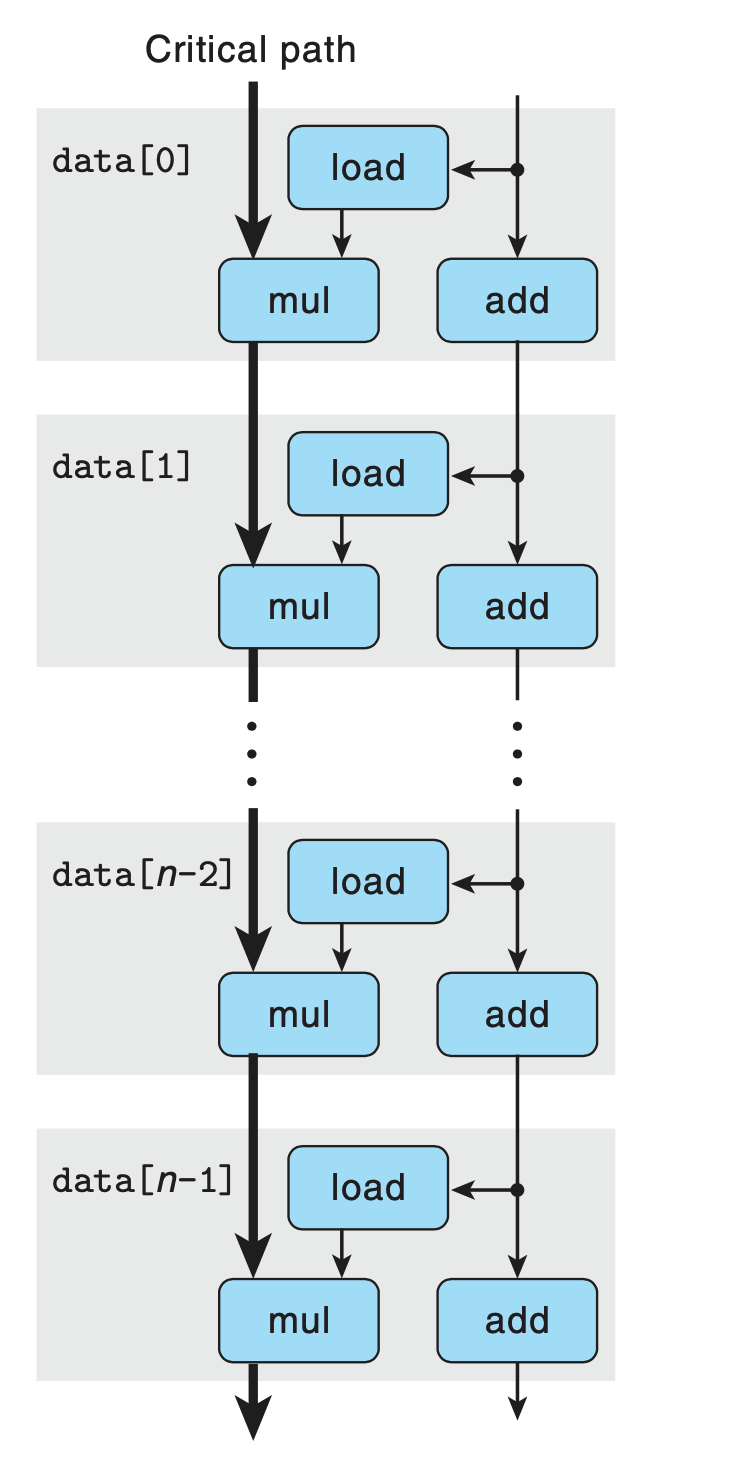 Critical path
data[0]
load
mul add
data[1]
load
mul add
data[n-2]
load
mul add
data[n-1]
load
mul add